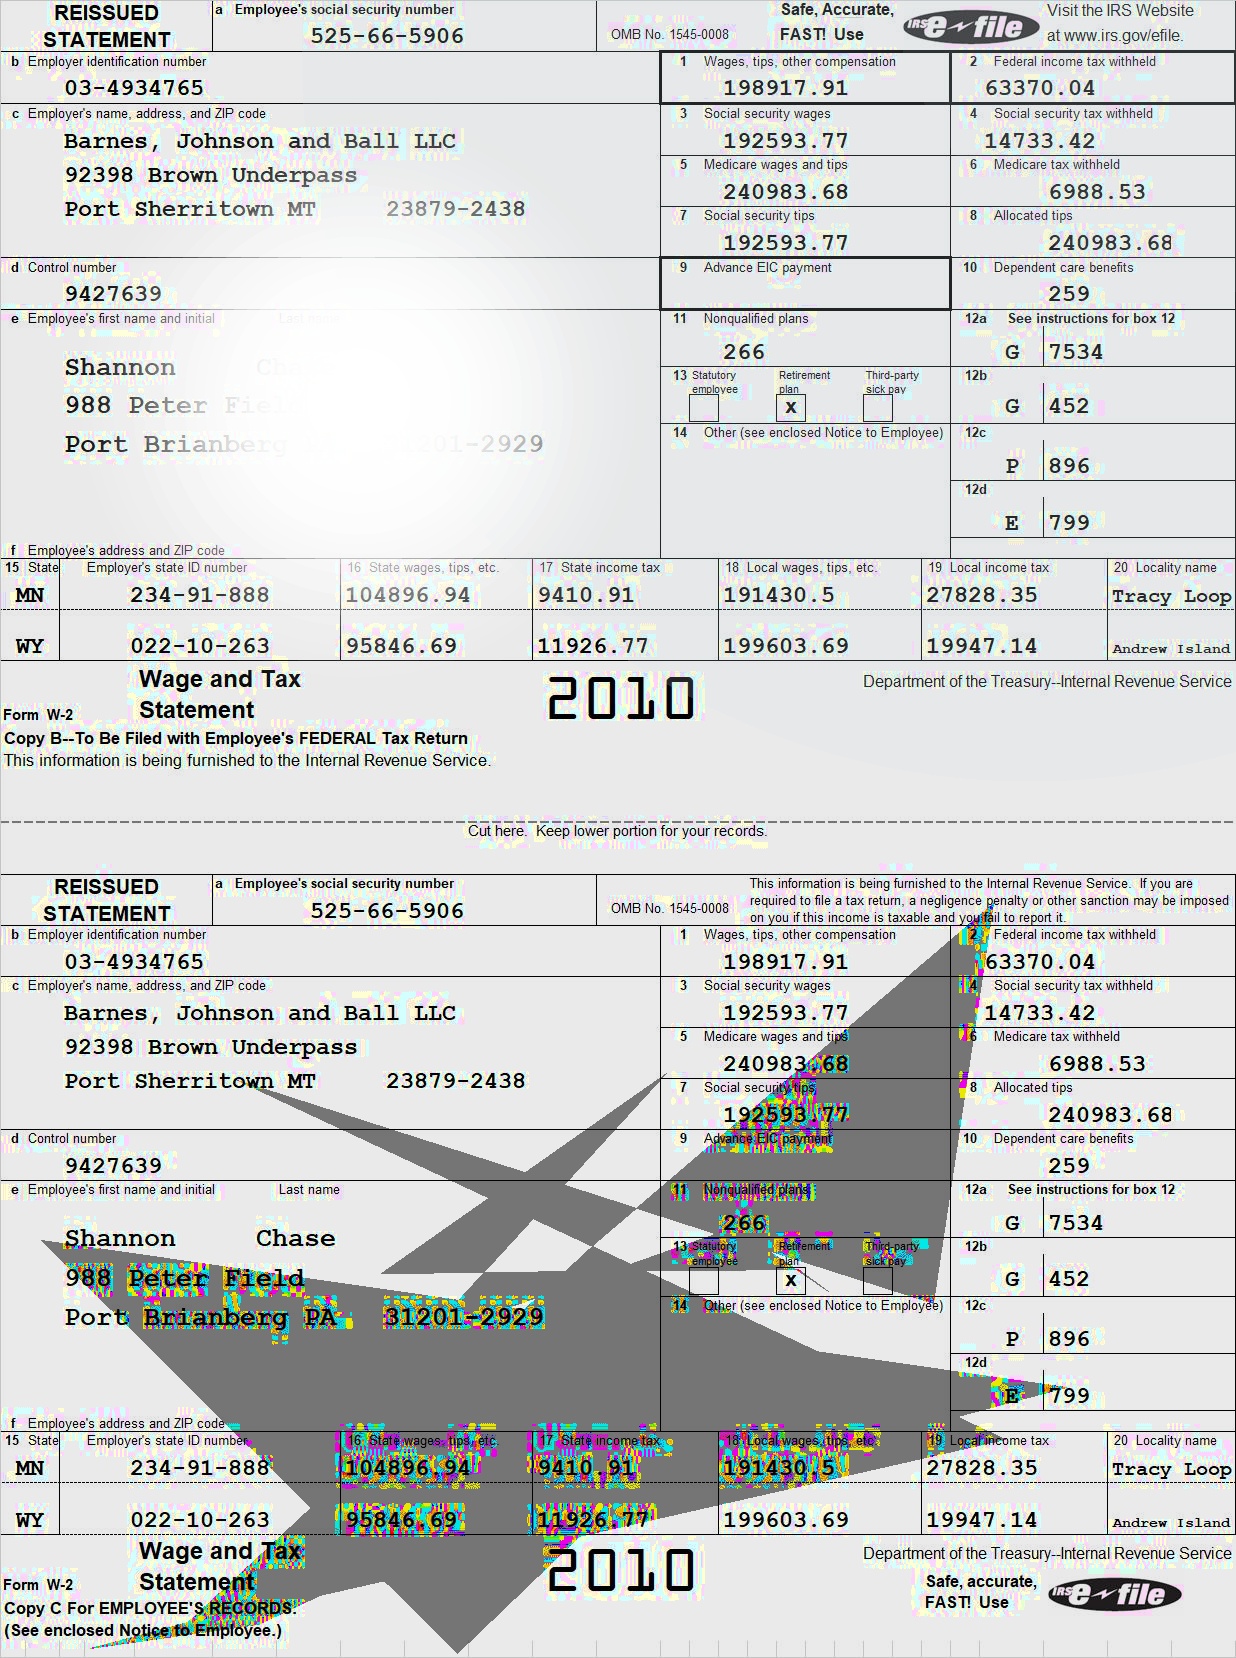 REISSUED STATEMENT
a Employee's social security number
525-66-5906
OMB No. 1545-0008
Safe, Accurate, FAST! Use
IRS e-file
Visit the IRS Website at www.irs.gov/efile.
b Employer identification number
03-4934765
1 Wages, tips, other compensation
198917.91
2 Federal income tax withheld
63370.04
c Employer's name, address, and ZIP code
Barnes, Johnson and Ball LLC
92398 Brown Underpass
Port Sherritown MT 23879-2438
3 Social security wages
192593.77
4 Social security tax withheld
14733.42
5 Medicare wages and tips
240983.68
6 Medicare tax withheld
6988.53
7 Social security tips
192593.77
8 Allocated tips
240983.68
d Control number
9427639
9 Advance EIC payment
10 Dependent care benefits
259
e Employee's first name and initial
Shannon
988 Peter
Port Brianberg
11 Nonqualified plans
266
12a See instructions for box 12
G 7534
13 Statutory employee
Retirement plan
X
Third-party sick pay
12b
G 452
14 Other (see enclosed Notice to Employee)
12c
P 896
12d
E 799
f Employee's address and ZIP code
15 State Employer's state ID number 16 State wages, tips, etc. 17 State income tax 18 Local wages, tips, etc. 19 Local income tax 20 Locality name
MN 234-91-888 104896.94 9410.91 191430.5 27828.35 Tracy Loop
WY 022-10-263 95846.69 11926.77 199603.69 19947.14 Andrew Island
Form W-2 Wage and Tax Statement
2010
Department of the Treasury--Internal Revenue Service
Copy B--To Be Filed with Employee's FEDERAL Tax Return
This information is being furnished to the Internal Revenue Service.
Cut here. Keep lower portion for your records.
REISSUED STATEMENT
a Employee's social security number
525-66-5906
OMB No. 1545-0008
This information is being furnished to the Internal Revenue Service. If you are
required to file a tax return, a negligence penalty or other sanction may be imposed
on you if this income is taxable and you fail to report it.
b Employer identification number
03-4934765
1 Wages, tips, other compensation
198917.91
2 Federal income tax withheld
63370.04
c Employer's name, address, and ZIP code
Barnes, Johnson and Ball LLC
92398 Brown Underpass
Port Sherritown MT 23879-2438
3 Social security wages
192593.77
4 Social security tax withheld
14733.42
5 Medicare wages and tips
240983.68
6 Medicare tax withheld
6988.53
7 Social security tips
192593.77
8 Allocated tips
240983.68
d Control number
9427639
9 Advance EIC payment
10 Dependent care benefits
259
e Employee's first name and initial Last name
Shannon Chase
988 Peter Field
Port Brianberg PA 31201-2929
11 Nonqualified plans
266
12a See instructions for box 12
G 7534
13 Statutory employee
Retirement plan
X
Third-party sick pay
12b
G 452
14 Other (see enclosed Notice to Employee)
12c
P 896
12d
E 799
f Employee's address and ZIP code
15 State Employer's state ID number 16 State wages, tips, etc. 17 State income tax 18 Local wages, tips, etc. 19 Local income tax 20 Locality name
MN 234-91-888 104896.94 9410.91 191430.5 27828.35 Tracy Loop
WY 022-10-263 95846.69 11926.77 199603.69 19947.14 Andrew Island
Form W-2 Wage and Tax Statement
2010
Department of the Treasury--Internal Revenue Service
Safe, accurate, FAST! Use
IRS e-file
Copy C For EMPLOYEE'S RECORDS.
(See enclosed Notice to Employee.)